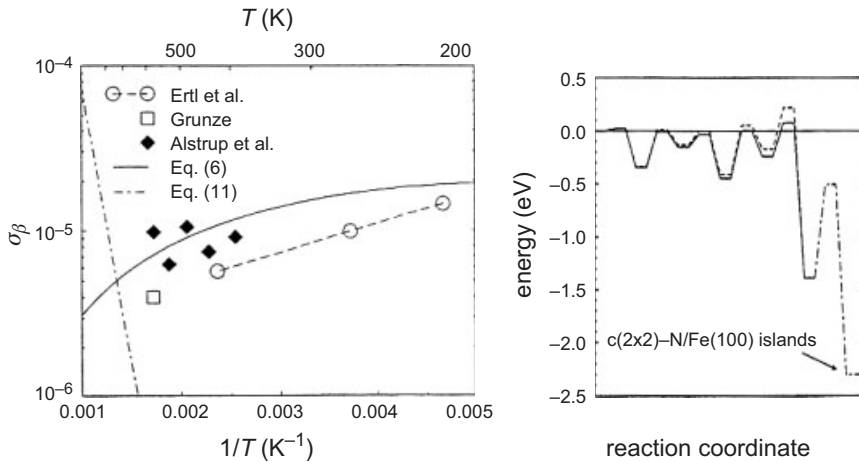 T (K)
500 300 200
10⁻⁴
Ertl et al.
Grunze
Alstrup et al.
Eq. (6)
Eq. (11)
σβ
10⁻⁵
10⁻⁶
0.001 0.002 0.003 0.004 0.005
1/T (K⁻¹)
0.5
0.0
−0.5
−1.0
−1.5
−2.0
−2.5
energy (eV)
c(2x2)–N/Fe(100) islands
reaction coordinate